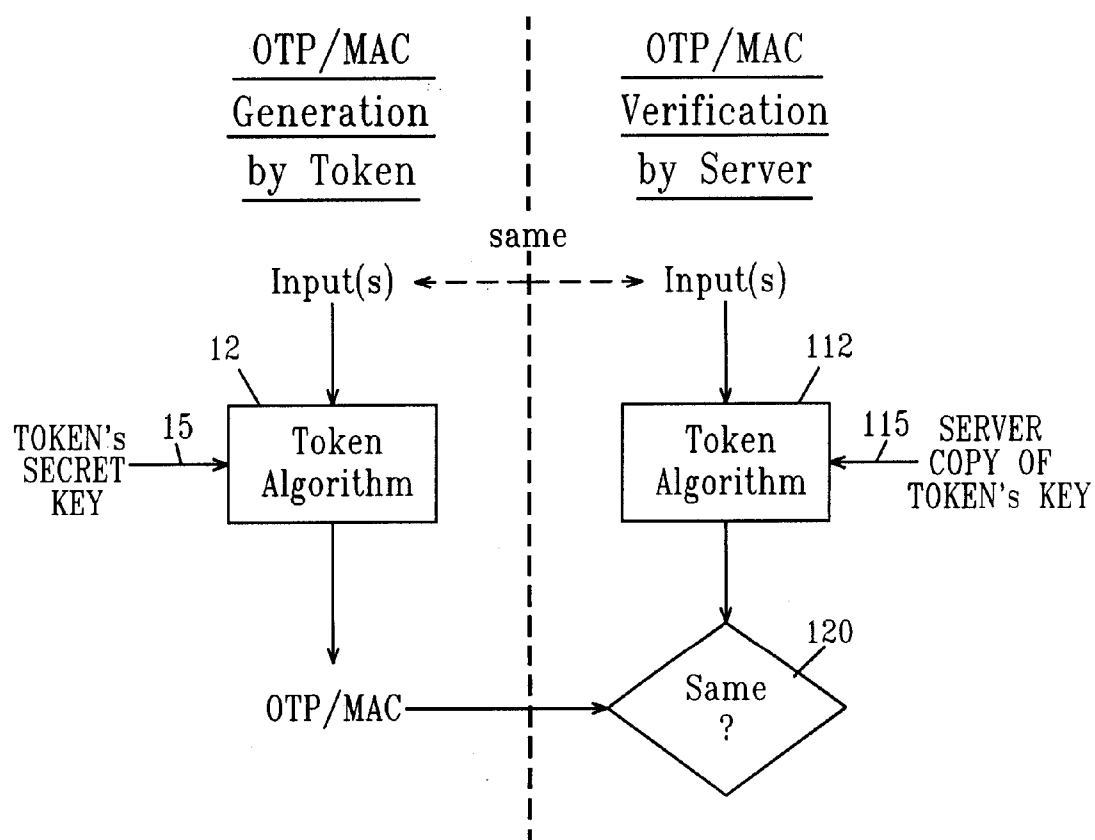 OTP/MAC
Generation
by Token
OTP/MAC
Verification
by Server
same
Input(s)
Input(s)
12
112
TOKEN's
SECRET
KEY
15
Token
Algorithm
Token
Algorithm
115
SERVER
COPY OF
TOKEN's KEY
120
OTP/MAC
Same
?